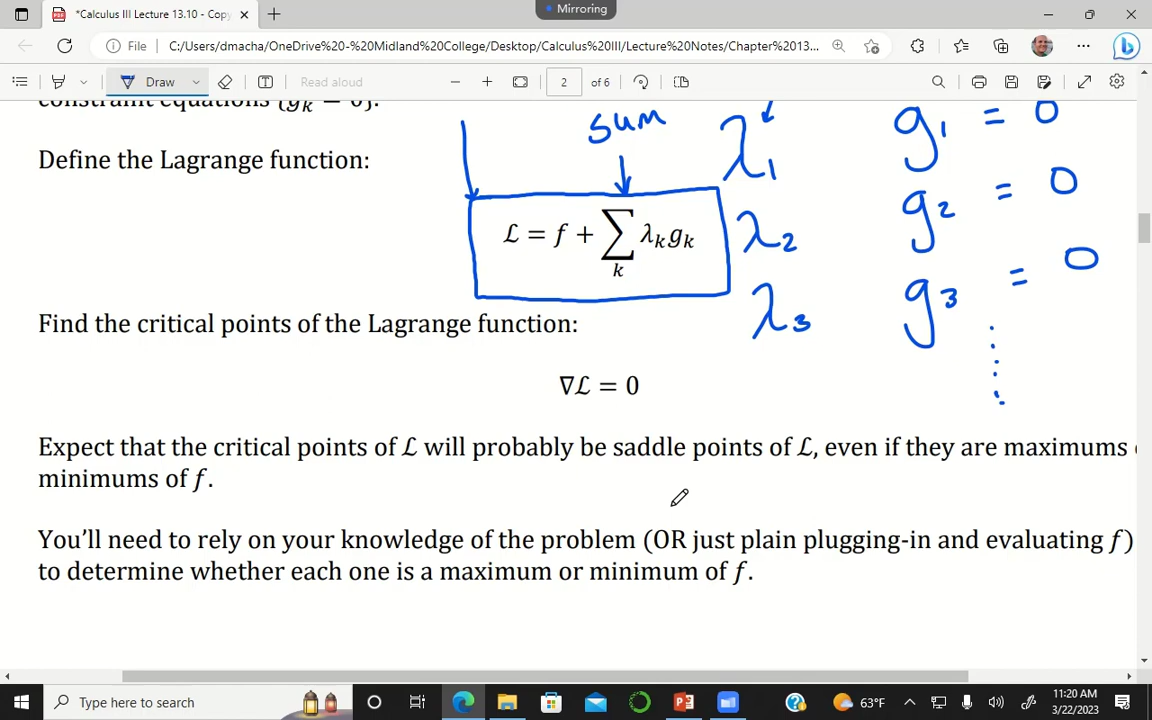 Mirroring
*Calculus III Lecture 13.10 - Copy
File C:/Users/dmacha/OneDrive%20-%20Midland%20College/Desktop/Calculus%20III/Lecture%20Notes/Chapter%2013...
Draw Read aloud 2 of 6
constraint equations {gₖ = 0}.
sum λ₁ g₁ = 0
Define the Lagrange function:
λ₂ g₂ = 0
ℒ = f + ∑ₖ λₖgₖ
λ₃ g₃ = 0
Find the critical points of the Lagrange function:
∇ℒ = 0
Expect that the critical points of ℒ will probably be saddle points of ℒ, even if they are maximums
minimums of f.
You’ll need to rely on your knowledge of the problem (OR just plain plugging-in and evaluating f)
to determine whether each one is a maximum or minimum of f.
Type here to search 63°F 11:20 AM
3/22/2023